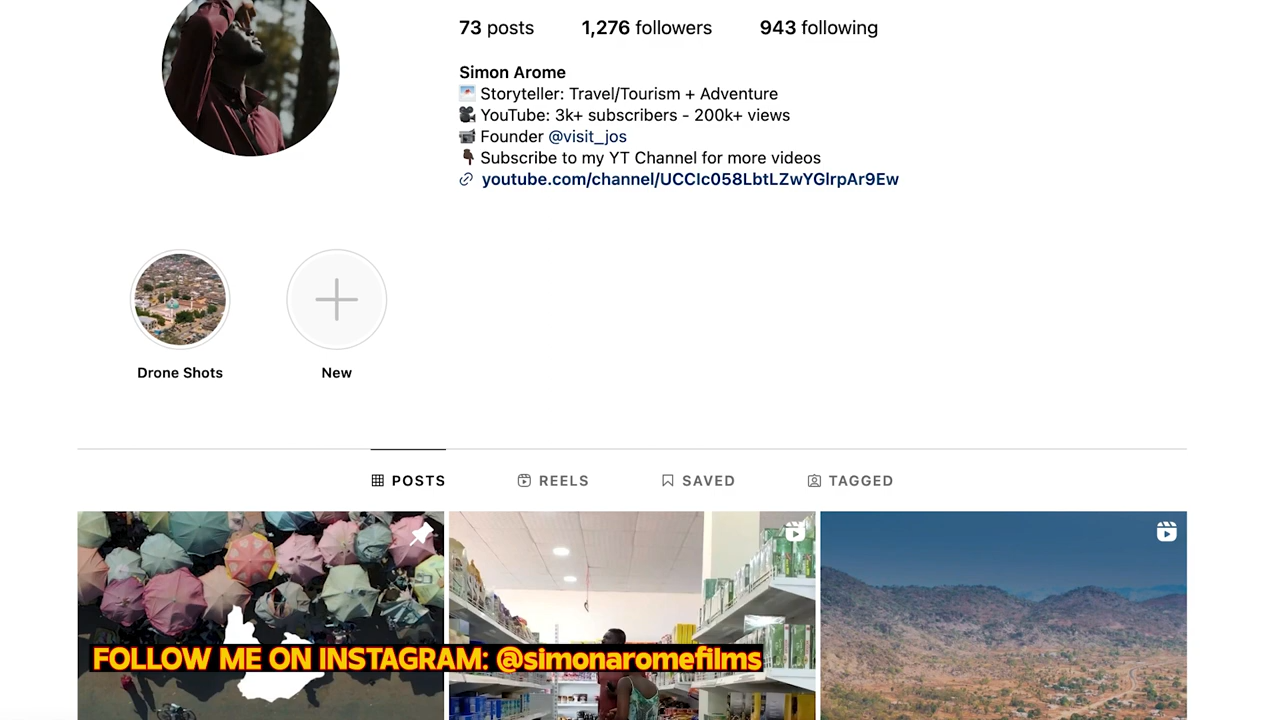 73 posts 1,276 followers 943 following
Simon Arome
Storyteller: Travel/Tourism + Adventure
YouTube: 3k+ subscribers - 200k+ views
Founder @visit_jos
Subscribe to my YT Channel for more videos
youtube.com/channel/UCCIc058LbtLZwYGlrpAr9Ew
Drone Shots New
POSTS REELS SAVED TAGGED
FOLLOW ME ON INSTAGRAM: @simonaromefilms